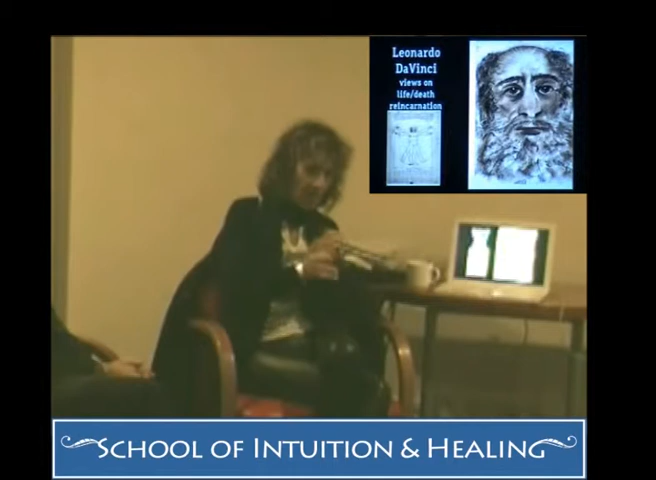 Leonardo
DaVinci
views on
life/death
reincarnation
SCHOOL OF INTUITION & HEALING